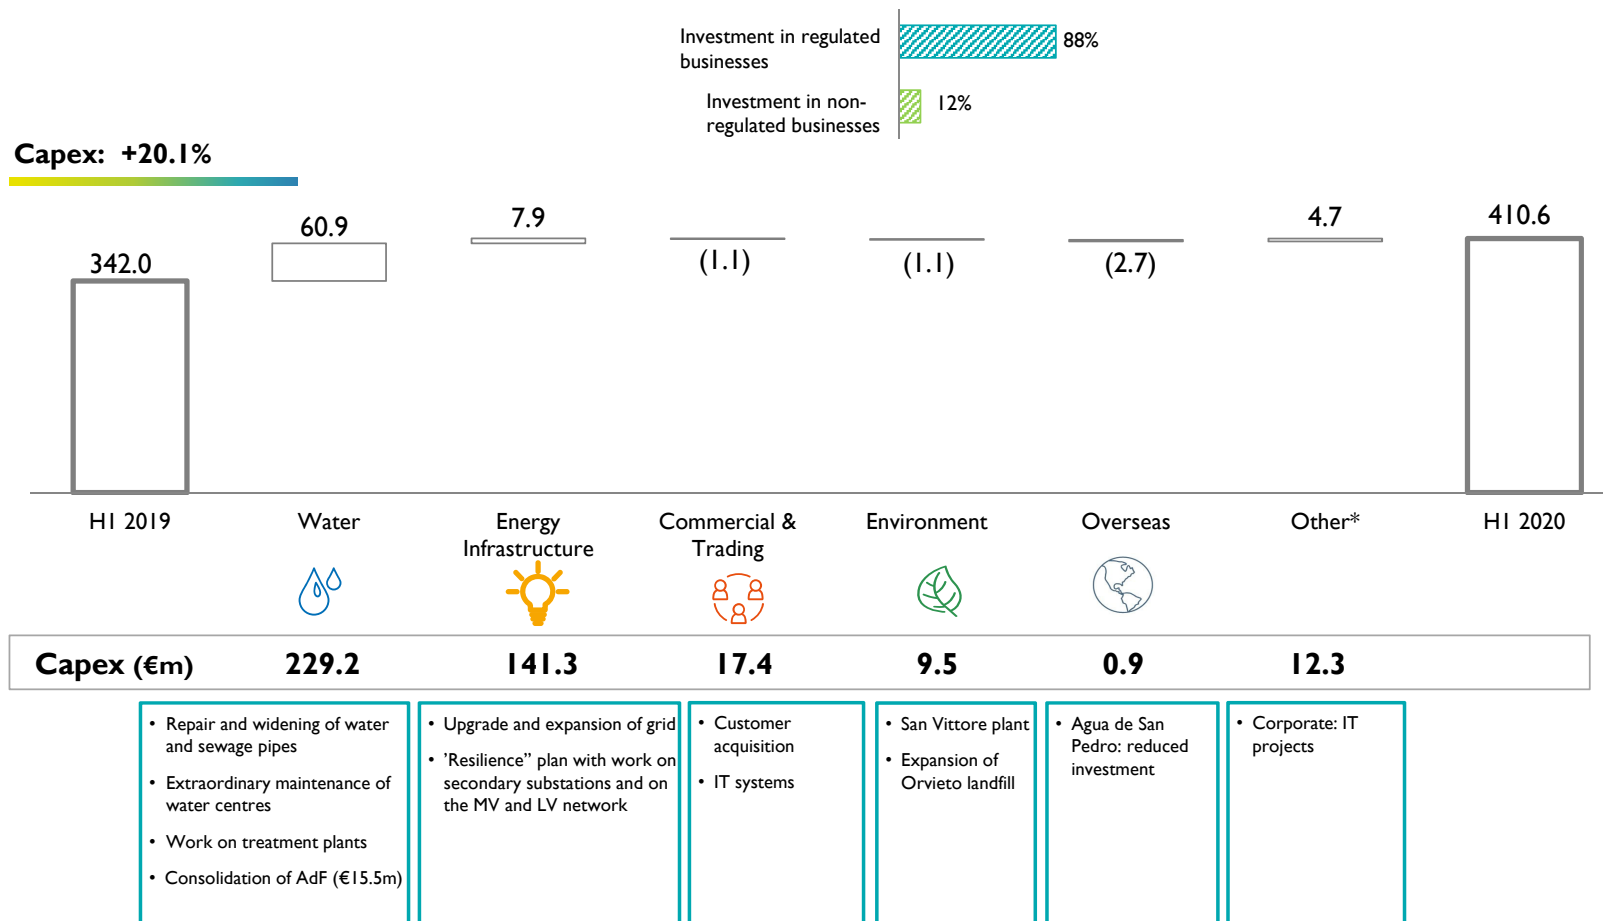 Investment in regulated
businesses
88%
Investment in non-
regulated businesses
12%
Capex: +20.1%
342.0
60.9
7.9
(1.1)
(1.1)
(2.7)
4.7
410.6
H1 2019
Water
Energy
Infrastructure
Commercial &
Trading
Environment
Overseas
Other*
H1 2020
Capex (€m)
229.2
141.3
17.4
9.5
0.9
12.3
• Repair and widening of water
and sewage pipes
• Extraordinary maintenance of
water centres
• Work on treatment plants
• Consolidation of AdF (€15.5m)
• Upgrade and expansion of grid
• 'Resilience” plan with work on
secondary substations and on
the MV and LV network
• Customer
acquisition
• IT systems
• San Vittore plant
• Expansion of
Orvieto landfill
• Agua de San
Pedro: reduced
investment
• Corporate: IT
projects